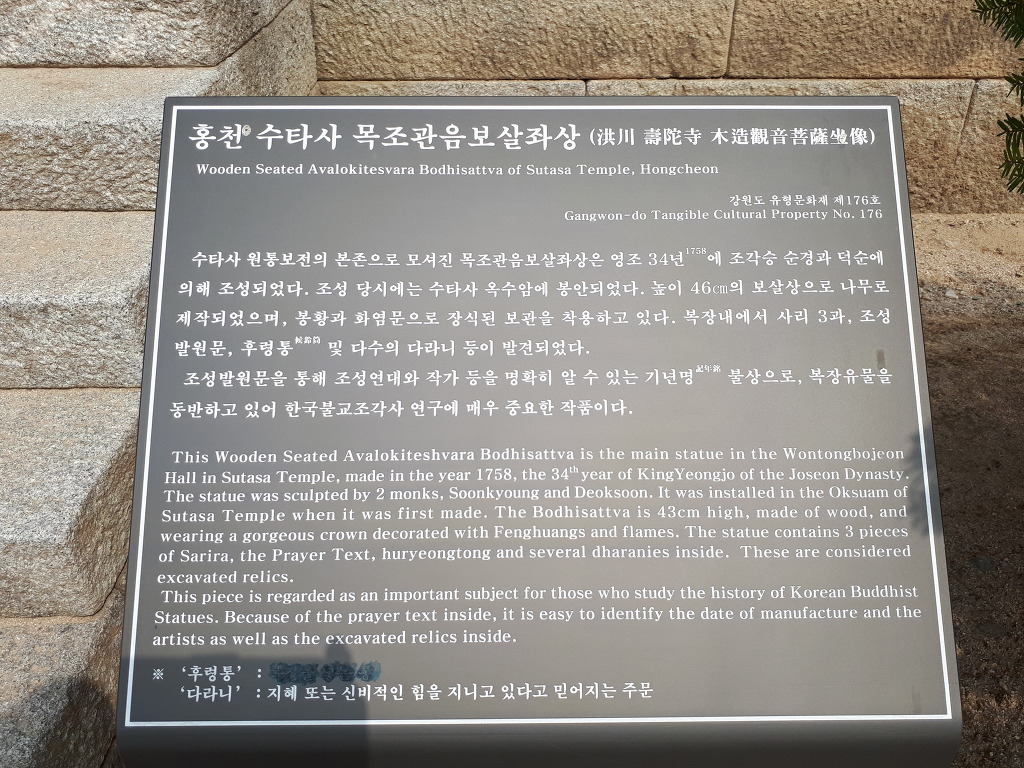 홍천 수타사 목조관음보살좌상 (洪川 壽陀寺 木造觀音菩薩坐像)
Wooden Seated Avalokitesvara Bodhisattva of Sutasa Temple, Hongcheon
강원도 유형문화재 제176호
Gangwon-do Tangible Cultural Property No. 176
수타사 원통보전의 본존으로 모셔진 목조관음보살좌상은 영조 34년1758에 조각승 순경과 덕순에
의해 조성되었다. 조성 당시에는 수타사 옥수암에 봉안되었다. 높이 46㎝의 보살상으로 나무로
제작되었으며, 봉황과 화염문으로 장식된 보관을 착용하고 있다. 복장내에서 사리 3과, 조성
발원문, 후령통候鈴筒 및 다수의 다라니 등이 발견되었다.
조성발원문을 통해 조성연대와 작가 등을 명확히 알 수 있는 기년명記年銘 불상으로, 복장유물을
동반하고 있어 한국불교조각사 연구에 매우 중요한 작품이다.
This Wooden Seated Avalokiteshvara Bodhisattva is the main statue in the Wontongbojeon
Hall in Sutasa Temple, made in the year 1758, the 34th year of KingYeongjo of the Joseon Dynasty.
The statue was sculpted by 2 monks, Soonkyoung and Deoksoon. It was installed in the Oksuam of
Sutasa Temple when it was first made. The Bodhisattva is 43cm high, made of wood, and
wearing a gorgeous crown decorated with Fenghuangs and flames. The statue contains 3 pieces
of Sarira, the Prayer Text, huryeongtong and several dharanies inside. These are considered
excavated relics.
This piece is regarded as an important subject for those who study the history of Korean Buddhist
Statues. Because of the prayer text inside, it is easy to identify the date of manufacture and the
artists as well as the excavated relics inside.
※ ‘후령통’ :
‘다라니’ : 지혜 또는 신비적인 힘을 지니고 있다고 믿어지는 주문